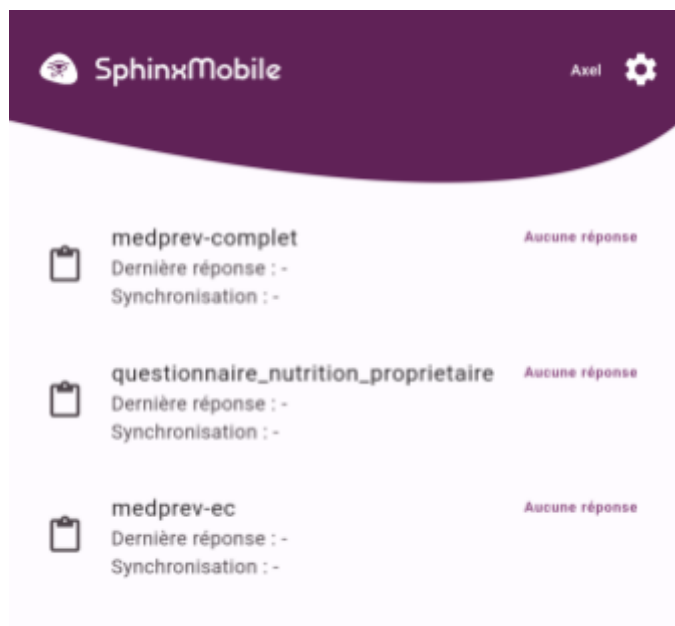 SphinxMobile
Axel
medprev-complet
Aucune réponse
Dernière réponse : -
Synchronisation : -
questionnaire_nutrition_proprietaire
Aucune réponse
Dernière réponse : -
Synchronisation : -
medprev-ec
Aucune réponse
Dernière réponse : -
Synchronisation : -